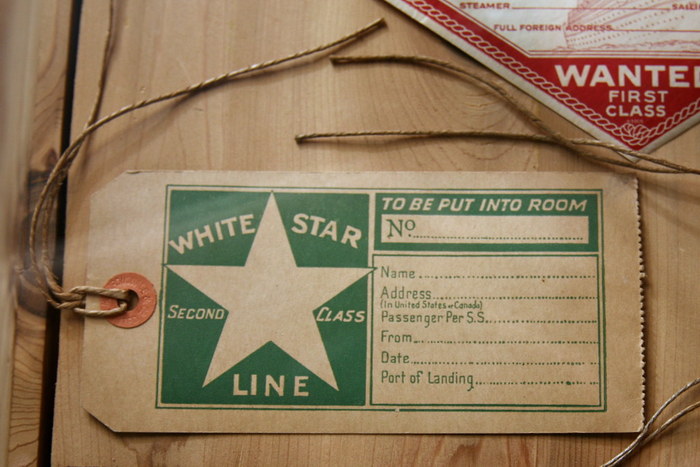 STEAMER
FULL FOREIGN ADDRESS
WANTE
FIRST
CLASS
WHITE STAR
SECOND CLASS
LINE
TO BE PUT INTO ROOM
Nº
Name
Address
(In United States or Canada)
Passenger Per S.S.
From
Date
Port of Landing